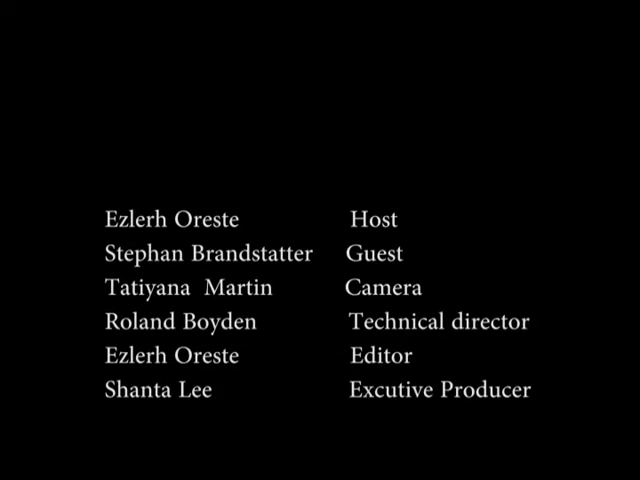 Ezlerh Oreste Host
Stephan Brandstatter Guest
Tatiyana Martin Camera
Roland Boyden Technical director
Ezlerh Oreste Editor
Shanta Lee Excutive Producer